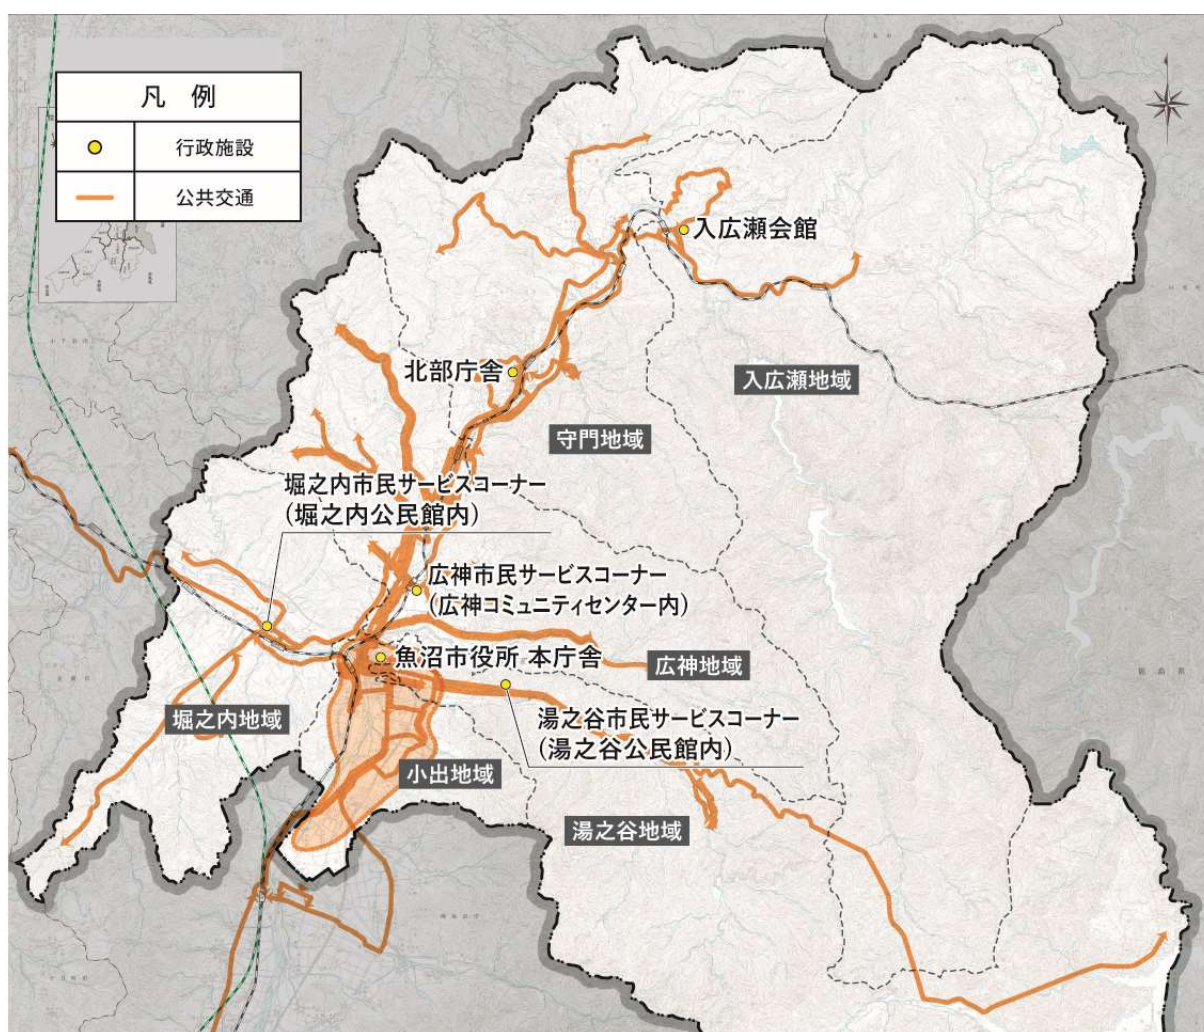 凡 例
行政施設
公共交通
入広瀬会館
北部庁舎
入広瀬地域
守門地域
堀之内市民サービスコーナー
(堀之内公民館内)
広神市民サービスコーナー
(広神コミュニティセンター内)
魚沼市役所 本庁舎
広神地域
堀之内地域
湯之谷市民サービスコーナー
(湯之谷公民館内)
小出地域
湯之谷地域